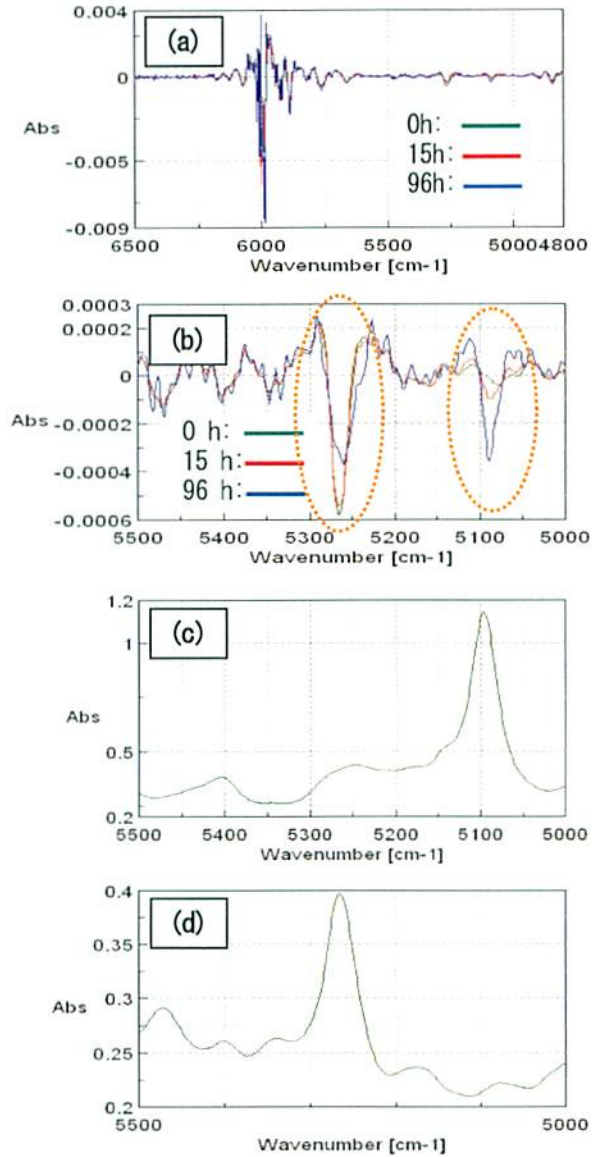 0.004
(a)
0
Abs
0h:
15h:
96h:
-0.005
-0.009
6500 6000 5500 50004800
Wavenumber [cm-1]
0.0003
0.0002
(b)
0
Abs
-0.0002
0 h:
15 h:
96 h:
-0.0004
-0.0006
5500 5400 5300 5200 5100 5000
Wavenumber [cm-1]
1.2
(c)
1
Abs
0.5
0.2
5500 5400 5300 5200 5100 5000
Wavenumber [cm-1]
0.4
(d)
0.35
Abs
0.3
0.25
0.2
5500 5000
Wavenumber [cm-1]